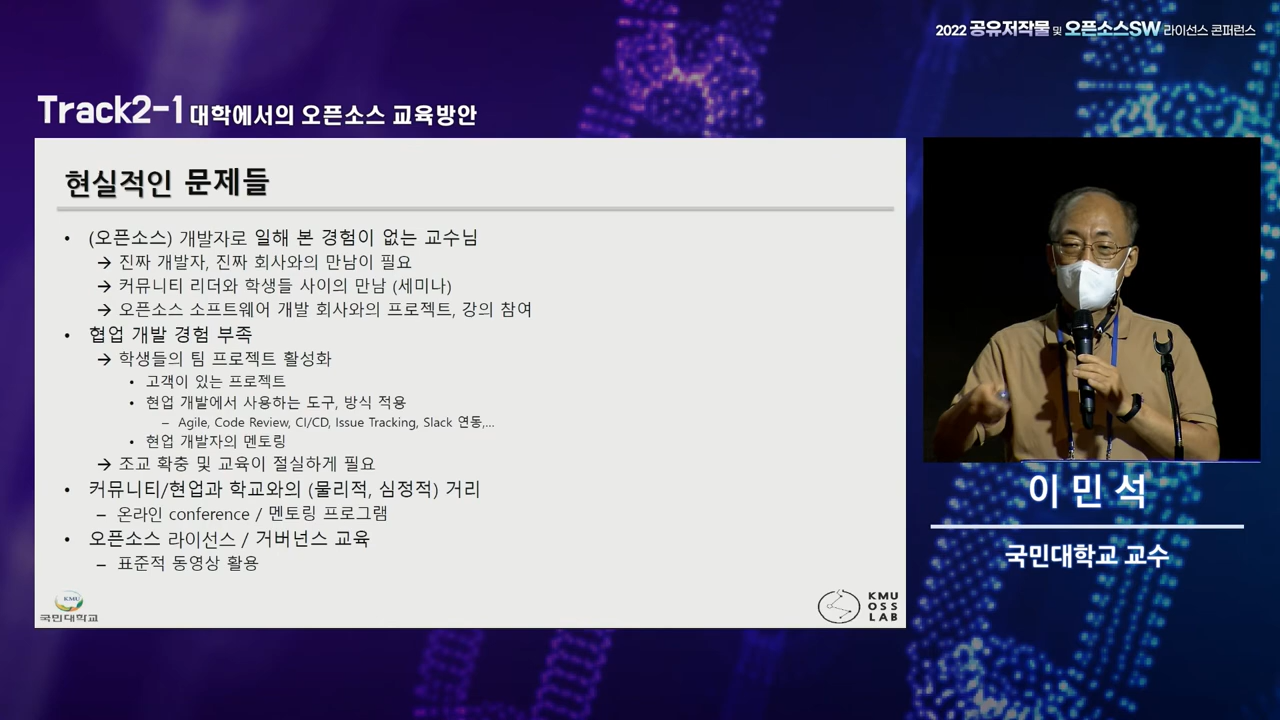 2022 공유저작물 및 오픈소스SW 라이선스 콘퍼런스
Track2-1 대학에서의 오픈소스 교육방안
현실적인 문제들
• (오픈소스) 개발자로 일해 본 경험이 없는 교수님
→ 진짜 개발자, 진짜 회사와의 만남이 필요
→ 커뮤니티 리더와 학생들 사이의 만남 (세미나)
→ 오픈소스 소프트웨어 개발 회사와의 프로젝트, 강의 참여
• 협업 개발 경험 부족
→ 학생들의 팀 프로젝트 활성화
• 고객이 있는 프로젝트
• 현업 개발에서 사용하는 도구, 방식 적용
– Agile, Code Review, CI/CD, Issue Tracking, Slack 연동,...
• 현업 개발자의 멘토링
→ 조교 확충 및 교육이 절실하게 필요
• 커뮤니티/현업과 학교와의 (물리적, 심정적) 거리
– 온라인 conference / 멘토링 프로그램
• 오픈소스 라이선스 / 거버넌스 교육
– 표준적 동영상 활용
KMU
국민대학교
KMU
OSS
LAB
이 민 석
국민대학교 교수